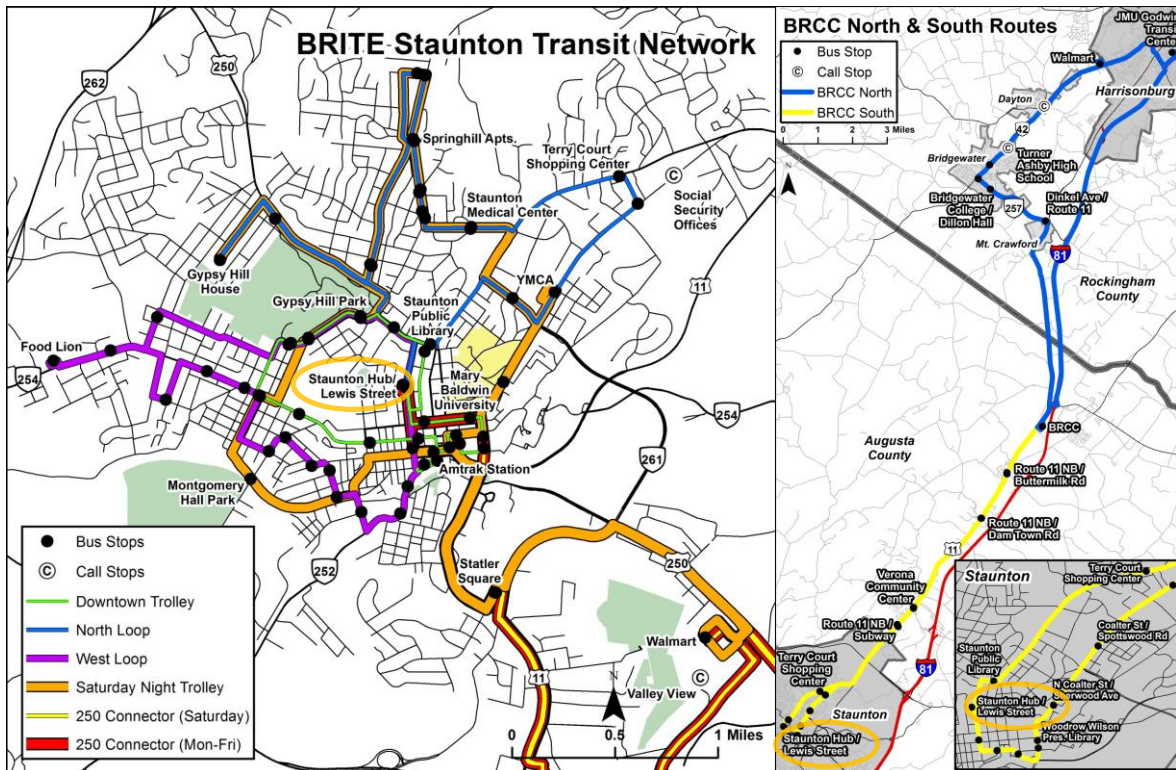 BRITE Staunton Transit Network
262
250
Springhill Apts.
Terry Court
Shopping Center
C
Social
Security
Offices
Staunton
Medical Center
Gypsy Hill
House
Gypsy Hill Park
YMCA
11
Staunton
Public
Library
Food Lion
254
Staunton Hub/
Lewis Street
Mary
Baldwin
University
254
261
Amtrak Station
Montgomery
Hall Park
252
250
Statler
Square
Walmart
C
Valley View
11
N
0 0.5 1 Miles
Bus Stops
C Call Stops
Downtown Trolley
North Loop
West Loop
Saturday Night Trolley
250 Connector (Saturday)
250 Connector (Mon-Fri)
BRCC North & South Routes
Bus Stop
C Call Stop
BRCC North
BRCC South
0 1 2 3 Miles
N
JMU Godwin
Transit
Center
Walmart
Harrisonburg
Dayton
C
42
C
Bridgewater
Turner
Ashby High
School
Bridgewater
College /
Dillon Hall
257
Dinkel Ave /
Route 11
Mt. Crawford
81
Rockingham
County
BRCC
Augusta
County
Route 11 NB /
Buttermilk Rd
Route 11 NB /
Dam Town Rd
11
Verona
Community
Center
Route 11 NB /
Subway
81
Terry Court
Shopping
Center
Staunton
Staunton Hub /
Lewis Street
Staunton
Terry Court
Shopping Center
Coalter St /
Spottswood Rd
Staunton
Public
Library
N Coalter St /
Sherwood Ave
Staunton Hub /
Lewis Street
Woodrow Wilson
Pres. Library